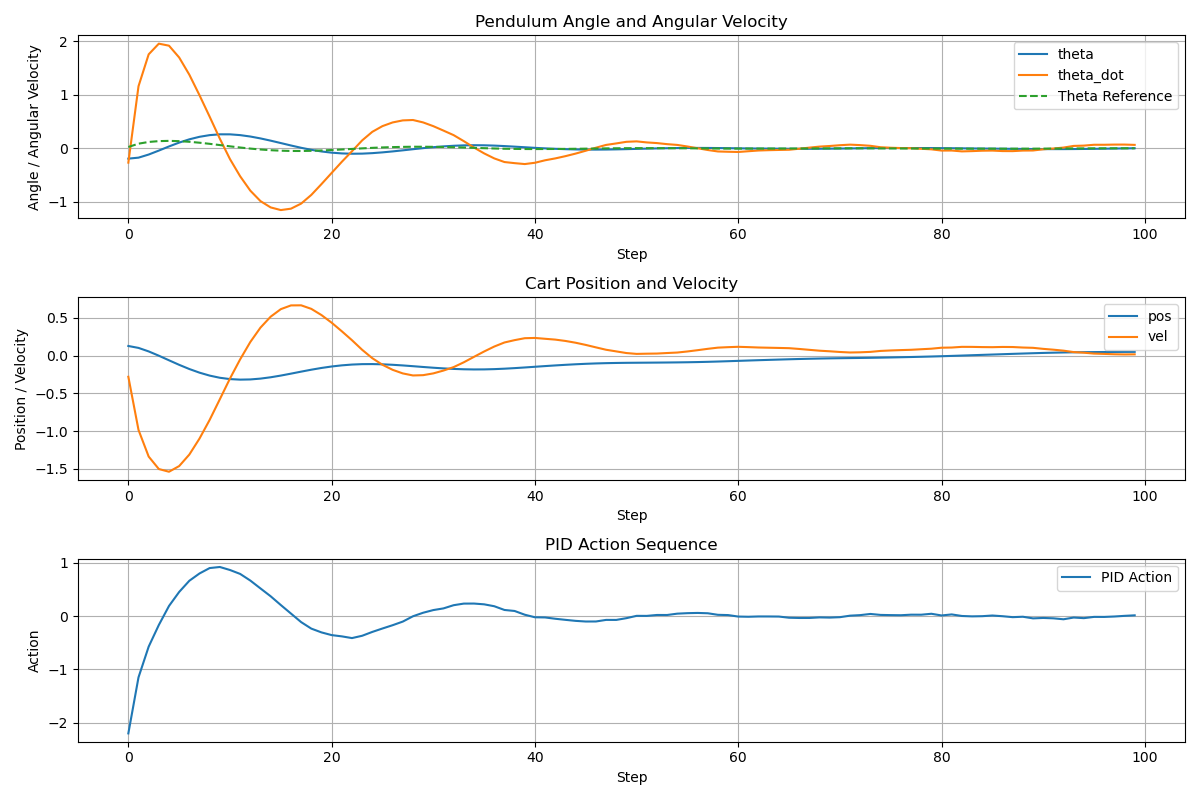 Pendulum Angle and Angular Velocity
Angle / Angular Velocity
2
1
0
−1
theta
theta_dot
Theta Reference
0 20 40 60 80 100
Step
Cart Position and Velocity
Position / Velocity
0.5
0.0
−0.5
−1.0
−1.5
pos
vel
0 20 40 60 80 100
Step
PID Action Sequence
Action
1
0
−1
−2
PID Action
0 20 40 60 80 100
Step